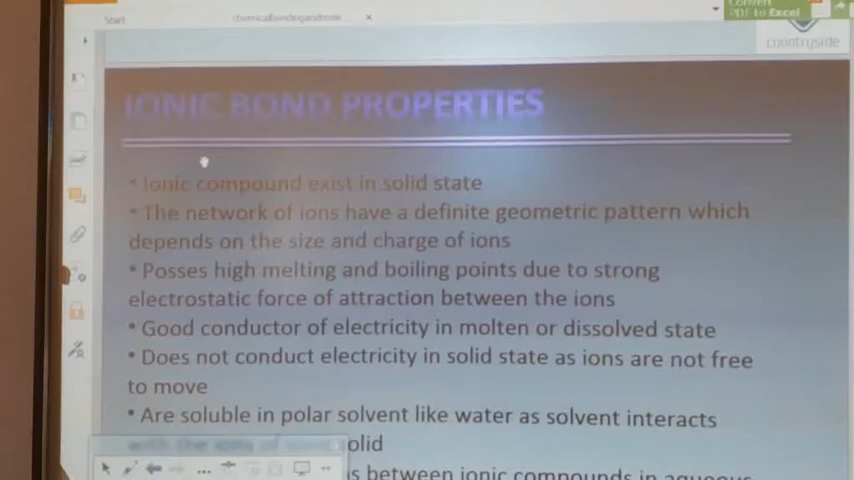 Start
Convert
PDF to Excel
countryside
IONIC BOND PROPERTIES
• Ionic compound exist in solid state
• The network of ions have a definite geometric pattern which
depends on the size and charge of ions
• Posses high melting and boiling points due to strong
electrostatic force of attraction between the ions
• Good conductor of electricity in molten or dissolved state
• Does not conduct electricity in solid state as ions are not free
to move
• Are soluble in polar solvent like water as solvent interacts
with the ions of olid
s between ionic compounds in aqueous